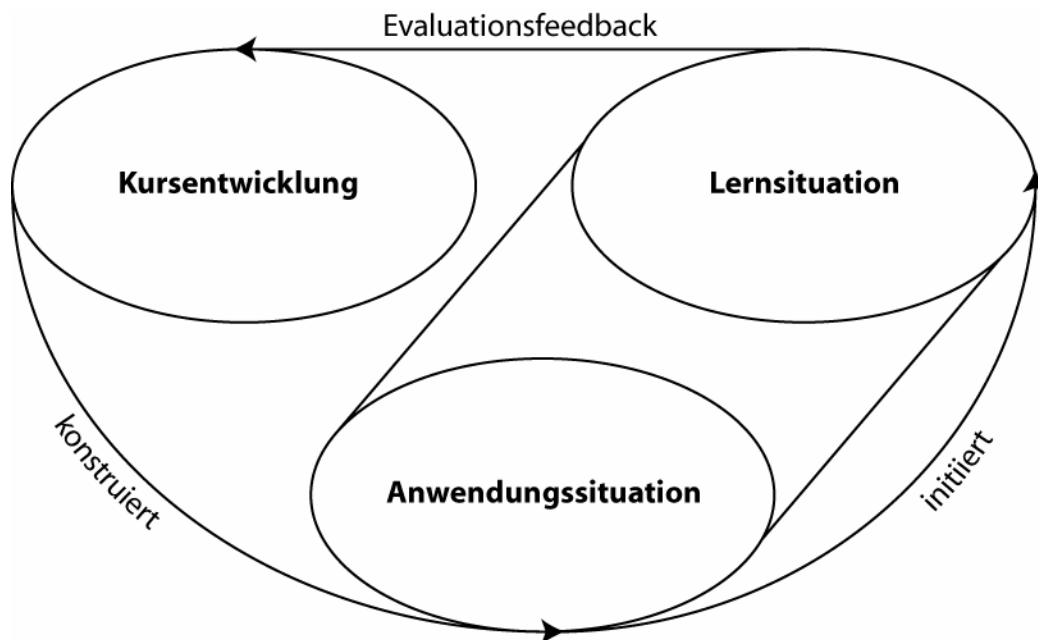 Evaluationsfeedback
Kursentwicklung
Lernsituation
konstruiert
Anwendungssituation
initiiert